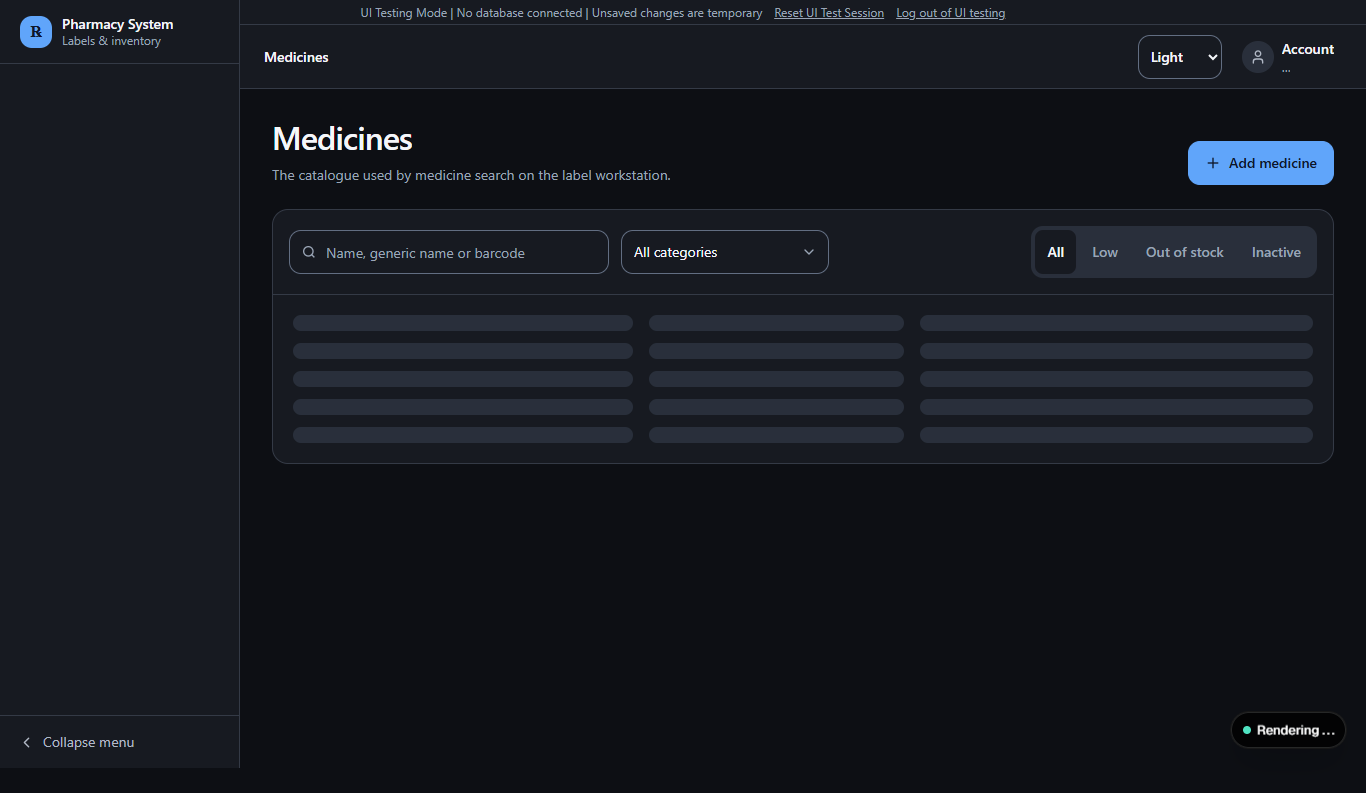 UI Testing Mode | No database connected | Unsaved changes are temporary Reset UI Test Session Log out of UI testing
℞ Pharmacy System
Labels & inventory
Medicines
Light
Account
...
Medicines
The catalogue used by medicine search on the label workstation.
+ Add medicine
Name, generic name or barcode
All categories
All Low Out of stock Inactive
Collapse menu
Rendering ...